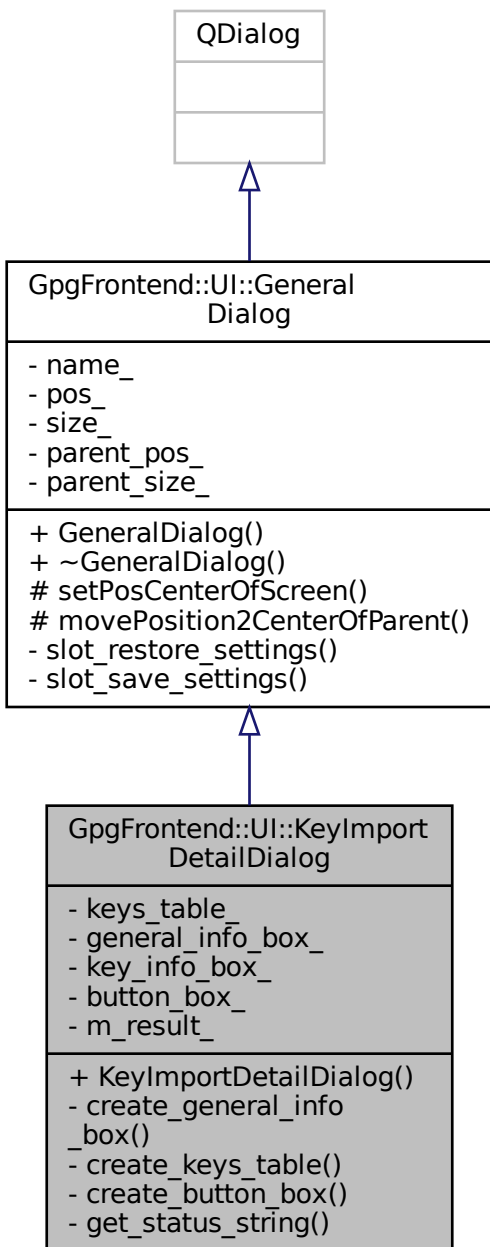 QDialog
GpgFrontend::UI::General
Dialog
- name_
- pos_
- size_
- parent_pos_
- parent_size_
+ GeneralDialog()
+ ~GeneralDialog()
# setPosCenterOfScreen()
# movePosition2CenterOfParent()
- slot_restore_settings()
- slot_save_settings()
GpgFrontend::UI::KeyImport
DetailDialog
- keys_table_
- general_info_box_
- key_info_box_
- button_box_
- m_result_
+ KeyImportDetailDialog()
- create_general_info
_box()
- create_keys_table()
- create_button_box()
- get_status_string()